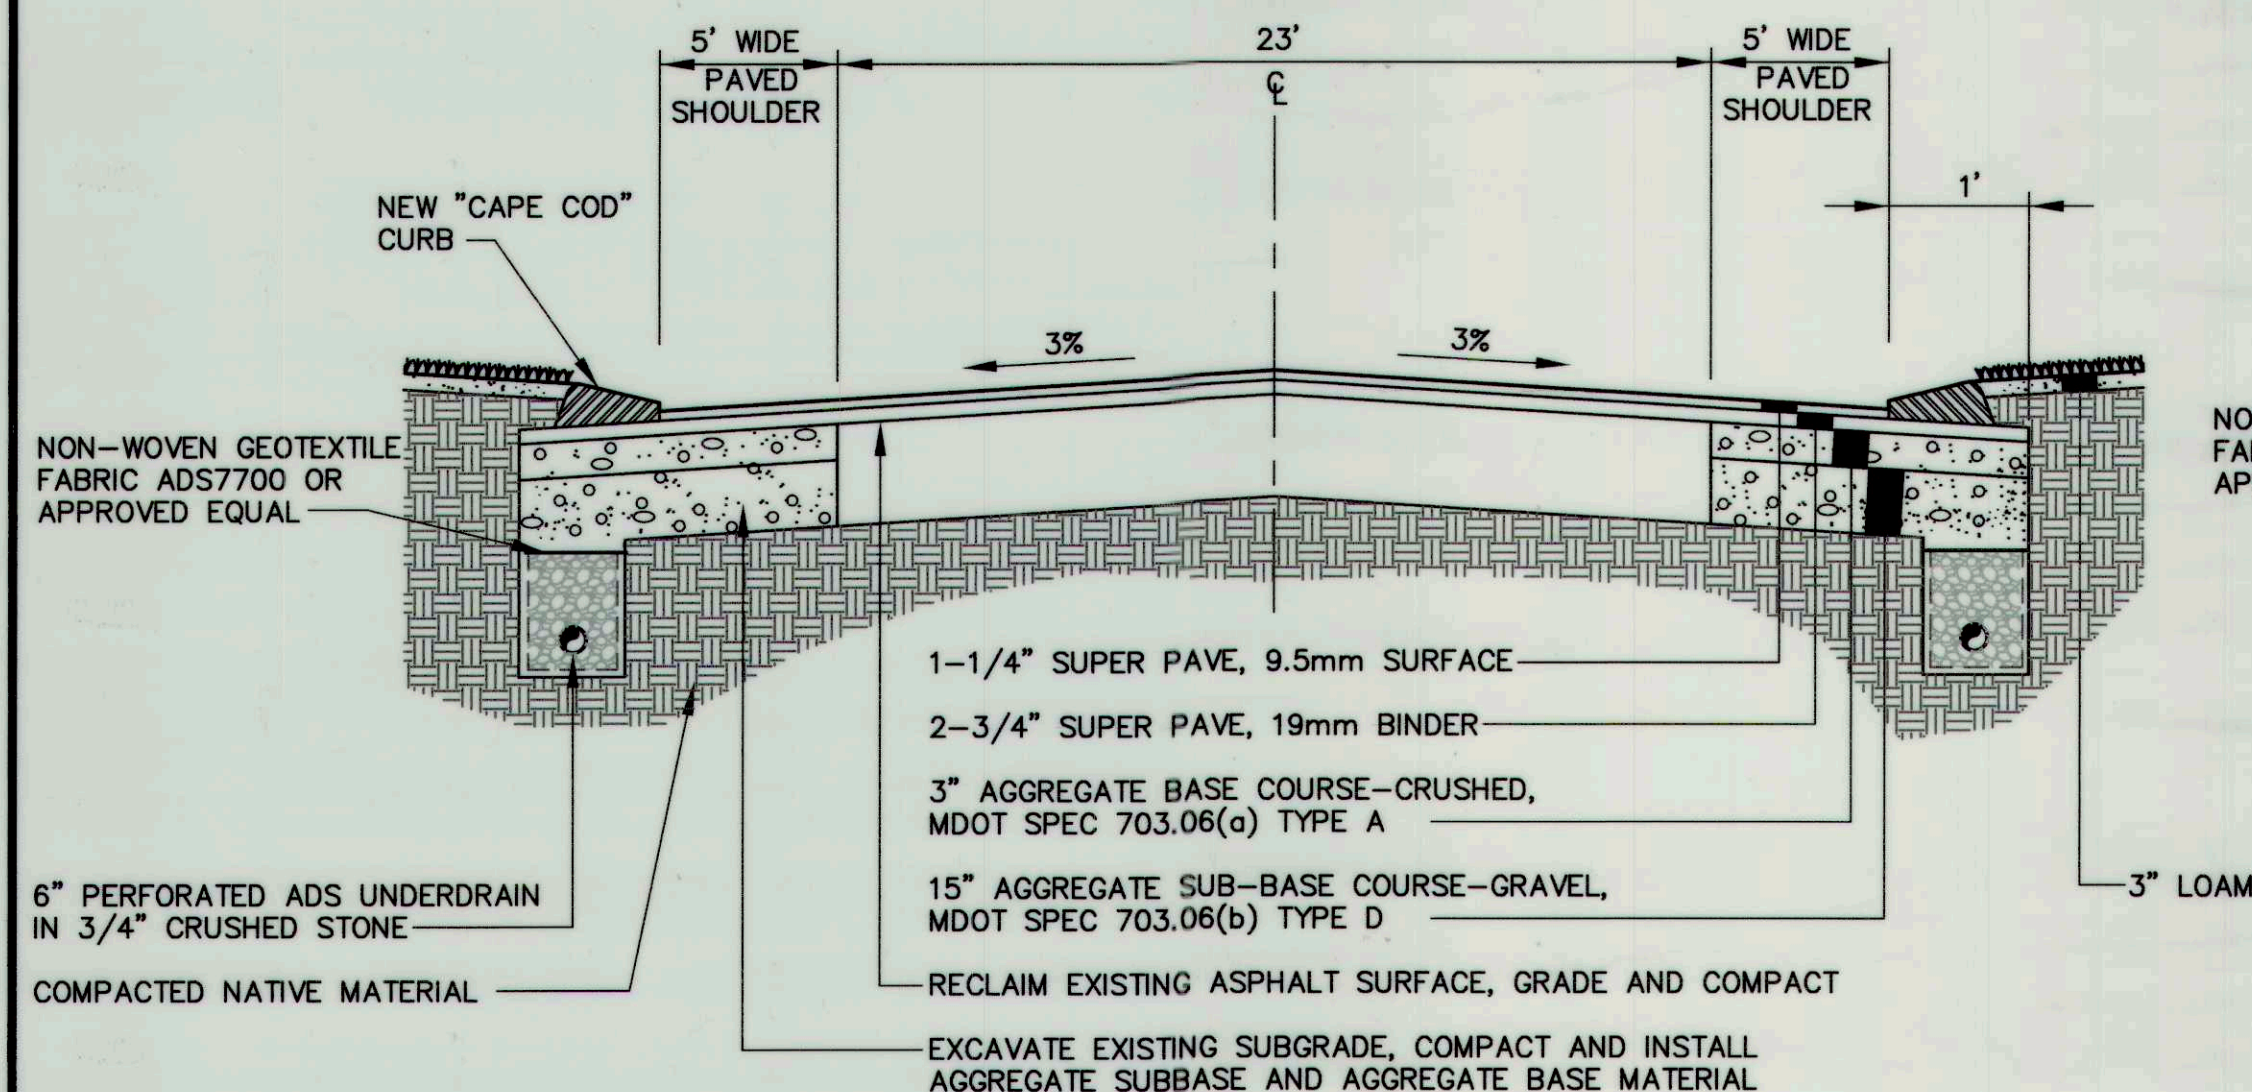 5' WIDE
PAVED
SHOULDER
23'
℄
5' WIDE
PAVED
SHOULDER
1'
NEW "CAPE COD"
CURB
3%
3%
NON-WOVEN GEOTEXTILE
FABRIC ADS7700 OR
APPROVED EQUAL
NO
FA
AP
1-1/4" SUPER PAVE, 9.5mm SURFACE
2-3/4" SUPER PAVE, 19mm BINDER
3" AGGREGATE BASE COURSE-CRUSHED,
MDOT SPEC 703.06(a) TYPE A
15" AGGREGATE SUB-BASE COURSE-GRAVEL,
MDOT SPEC 703.06(b) TYPE D
3" LOAM
6" PERFORATED ADS UNDERDRAIN
IN 3/4" CRUSHED STONE
COMPACTED NATIVE MATERIAL
RECLAIM EXISTING ASPHALT SURFACE, GRADE AND COMPACT
EXCAVATE EXISTING SUBGRADE, COMPACT AND INSTALL
AGGREGATE SUBBASE AND AGGREGATE BASE MATERIAL